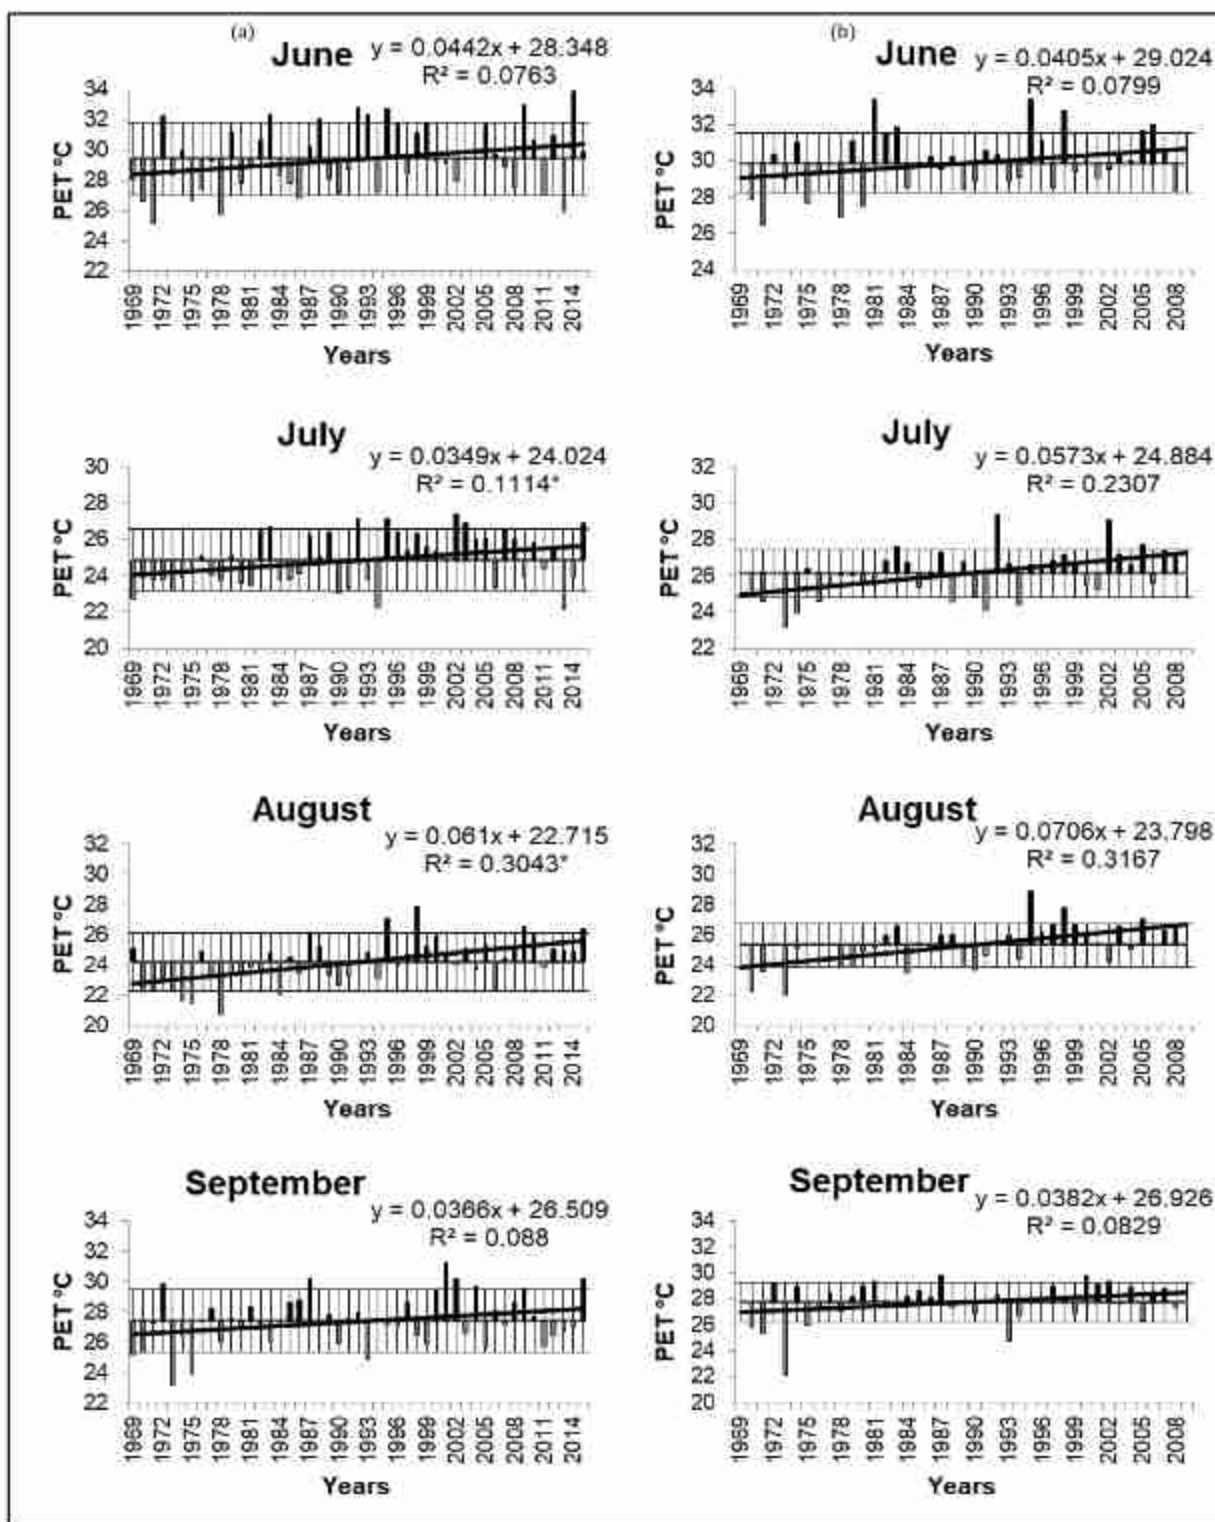 (a)
June
y = 0.0442x + 28.348
R² = 0.0763
34
32
30
28
26
24
22
PET °C
1969 1972 1975 1978 1981 1984 1987 1990 1993 1996 1999 2002 2005 2008 2011 2014
Years
(b)
June
y = 0.0405x + 29.024
R² = 0.0799
34
32
30
28
26
24
PET °C
1969 1972 1975 1978 1981 1984 1987 1990 1993 1996 1999 2002 2005 2008
Years
July
y = 0.0349x + 24.024
R² = 0.1114*
30
28
26
24
22
20
PET °C
1969 1972 1975 1978 1981 1984 1987 1990 1993 1996 1999 2002 2005 2008 2011 2014
Years
July
y = 0.0573x + 24.884
R² = 0.2307
32
30
28
26
24
22
PET °C
1969 1972 1975 1978 1981 1984 1987 1990 1993 1996 1999 2002 2005 2008
Years
August
y = 0.061x + 22.715
R² = 0.3043*
32
30
28
26
24
22
20
PET °C
1969 1972 1975 1978 1981 1984 1987 1990 1993 1996 1999 2002 2005 2008 2011 2014
Years
August
y = 0.0706x + 23.798
R² = 0.3167
32
30
28
26
24
22
20
PET °C
1969 1972 1975 1978 1981 1984 1987 1990 1993 1996 1999 2002 2005 2008
Years
September
y = 0.0366x + 26.509
R² = 0.088
34
32
30
28
26
24
22
PET °C
1969 1972 1975 1978 1981 1984 1987 1990 1993 1996 1999 2002 2005 2008 2011 2014
Years
September
y = 0.0382x + 26.926
R² = 0.0829
34
32
30
28
26
24
22
20
PET °C
1969 1972 1975 1978 1981 1984 1987 1990 1993 1996 1999 2002 2005 2008
Years